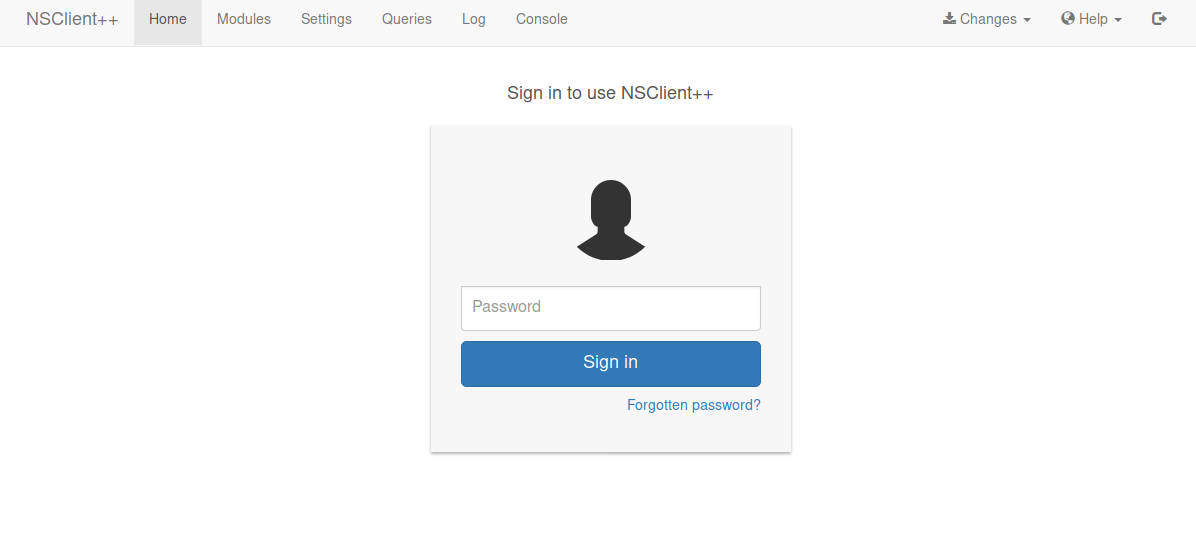 NSClient++ Home Modules Settings Queries Log Console Changes Help
Sign in to use NSClient++
Password
Sign in
Forgotten password?